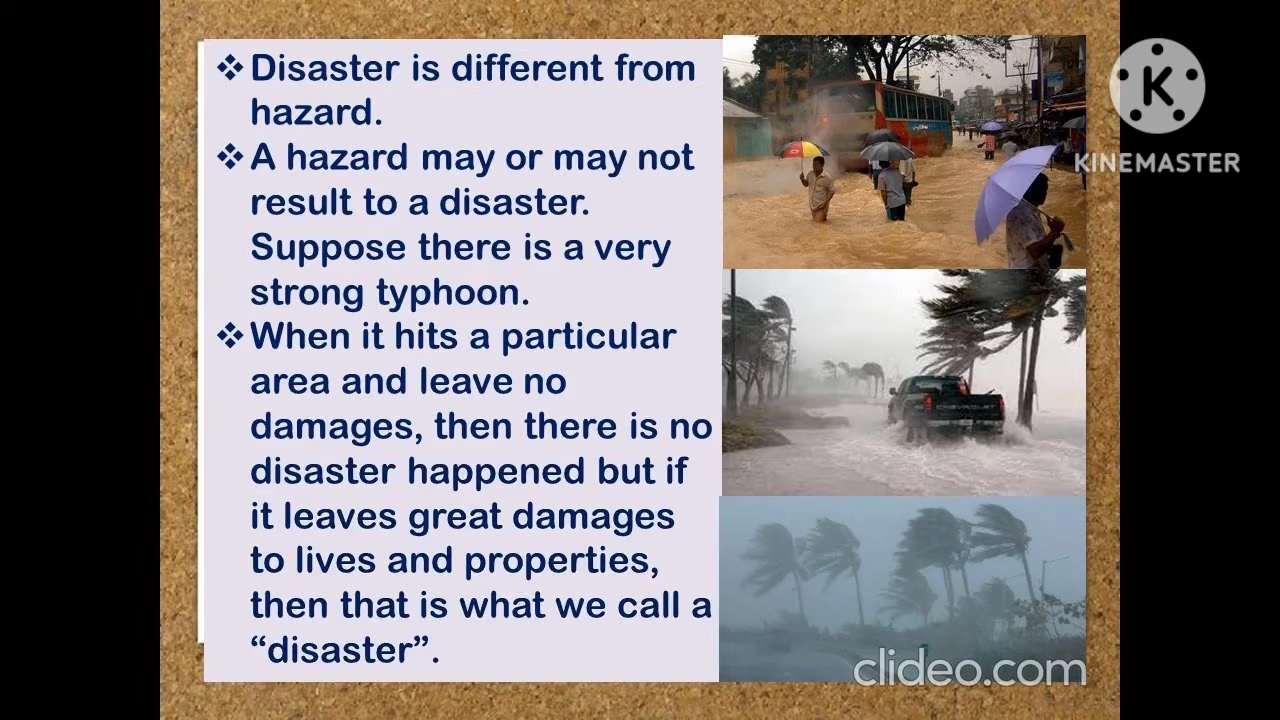 ❖Disaster is different from
hazard.
❖A hazard may or may not
result to a disaster.
Suppose there is a very
strong typhoon.
❖When it hits a particular
area and leave no
damages, then there is no
disaster happened but if
it leaves great damages
to lives and properties,
then that is what we call a
“disaster”.
K
KINEMASTER
CHEVROLET
clideo.com